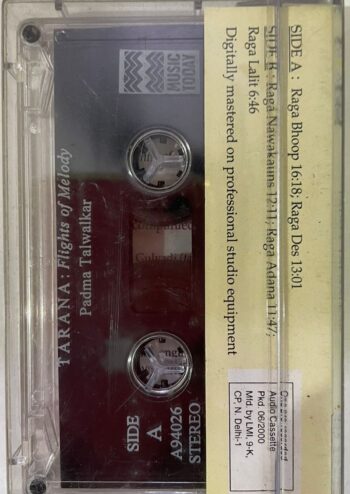 SIDE A : Raga Bhoop 16:18; Raga Des 13:01
SIDE B : Raga Nawakauns 12:11; Raga Adana 11:47;
Raga Lalit 6:46
Digitally mastered on professional studio equipment
Audio Cassette
Pkd. 06/2000
Mfd. by LMI, 9-K,
CP, N. Delhi-1
MUSIC
TODAY
SIDE
A
A94026
STEREO
TARANA : Flights of Melody
Padma Talwalkar